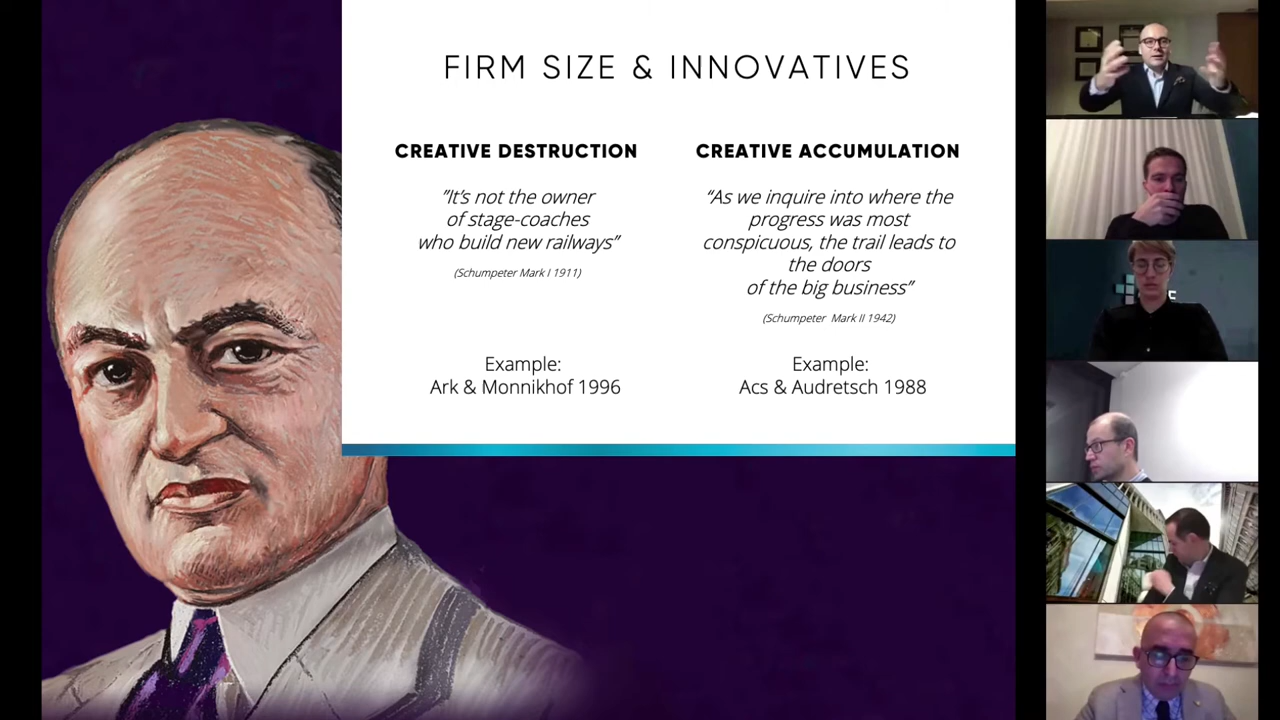 FIRM SIZE & INNOVATIVES
CREATIVE DESTRUCTION
"It's not the owner
of stage-coaches
who build new railways"
(Schumpeter Mark I 1911)
Example:
Ark & Monnikhof 1996
CREATIVE ACCUMULATION
"As we inquire into where the
progress was most
conspicuous, the trail leads to
the doors
of the big business"
(Schumpeter Mark II 1942)
Example:
Acs & Audretsch 1988